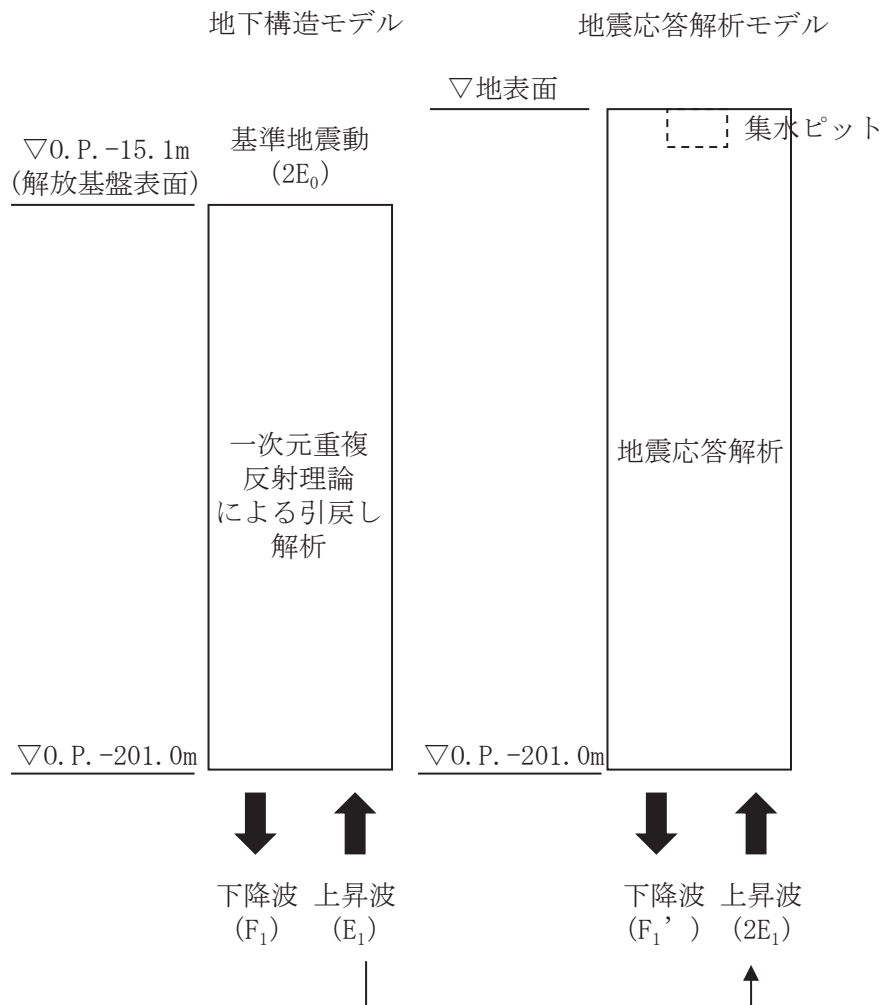 地下構造モデル
地震応答解析モデル
▽地表面
集水ピット
▽O.P.-15.1m
(解放基盤表面)
基準地震動
(2E₀)
一次元重複
反射理論
による引戻し
解析
地震応答解析
▽O.P.-201.0m
▽O.P.-201.0m
下降波
(F₁)
上昇波
(E₁)
下降波
(F₁’)
上昇波
(2E₁)